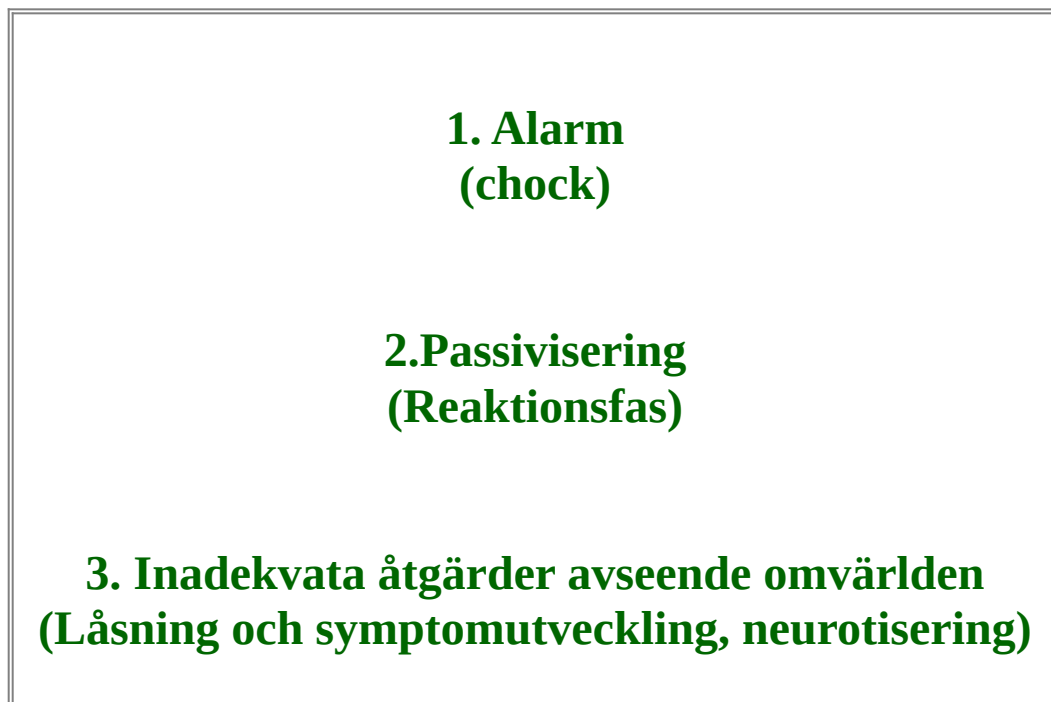 1. Alarm
(chock)
2.Passivisering
(Reaktionsfas)
3. Inadekvata åtgärder avseende omvärlden
(Låsning och symptomutveckling, neurotisering)